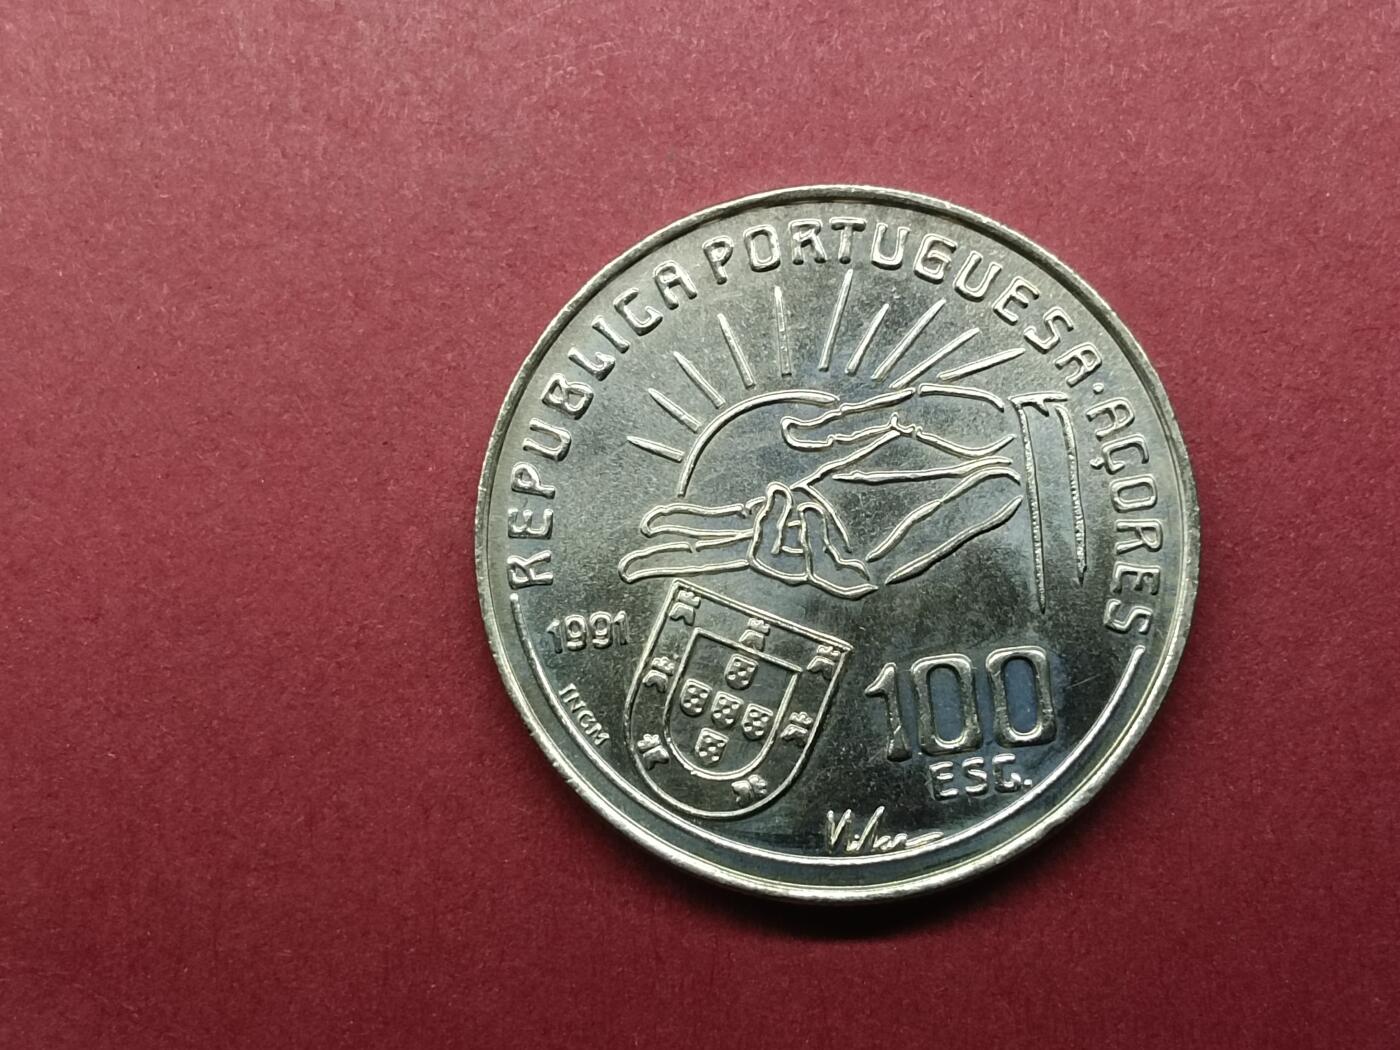 REPUBLICA PORTUGUESA · AÇORES
1991
INCM
100
ESC.